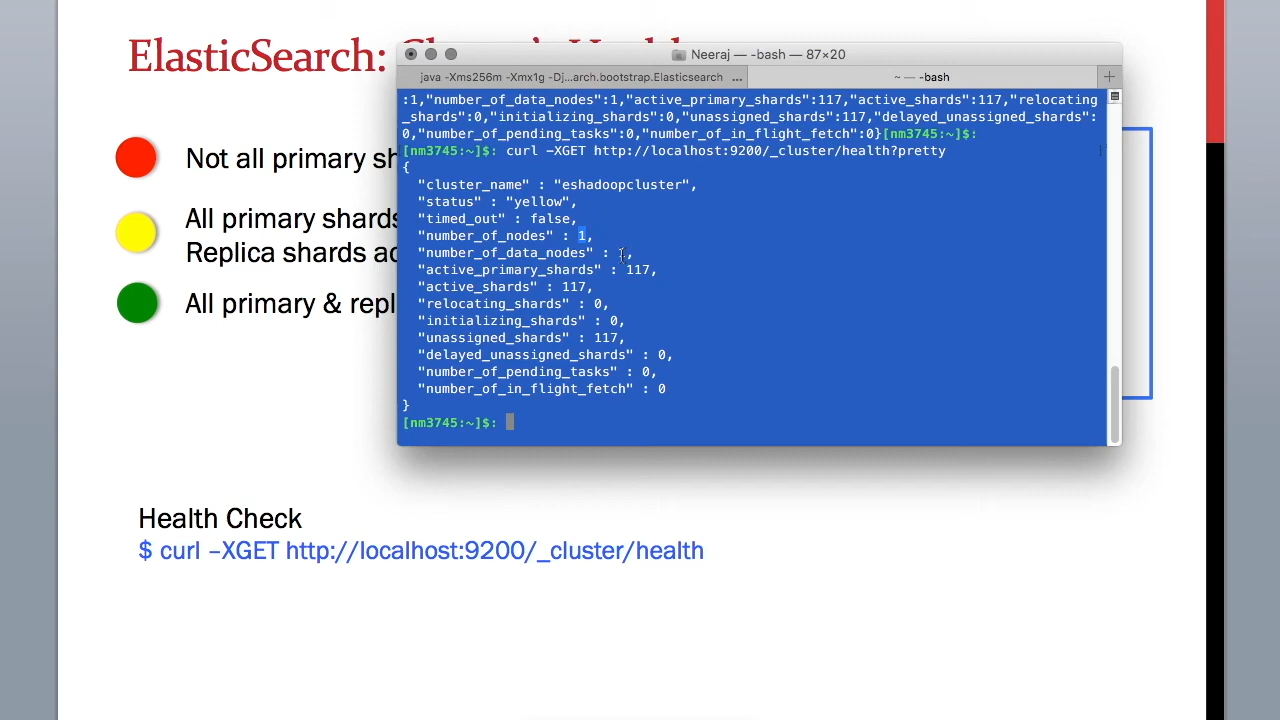 ElasticSearch:
Neeraj — -bash — 87×20
java -Xms256m -Xmx1g -Dj...arch.bootstrap.Elasticsearch ...
~ — -bash
:1,"number_of_data_nodes":1,"active_primary_shards":117,"active_shards":117,"relocating
_shards":0,"initializing_shards":0,"unassigned_shards":117,"delayed_unassigned_shards":
0,"number_of_pending_tasks":0,"number_of_in_flight_fetch":0}[nm3745:~]$:
[nm3745:~]$: curl -XGET http://localhost:9200/_cluster/health?pretty
{
"cluster_name" : "eshadoopcluster",
"status" : "yellow",
"timed_out" : false,
"number_of_nodes" : 1,
"number_of_data_nodes" : 1,
"active_primary_shards" : 117,
"active_shards" : 117,
"relocating_shards" : 0,
"initializing_shards" : 0,
"unassigned_shards" : 117,
"delayed_unassigned_shards" : 0,
"number_of_pending_tasks" : 0,
"number_of_in_flight_fetch" : 0
}
[nm3745:~]$:
Not all primary sh
All primary shards
Replica shards ac
All primary & repl
Health Check
$ curl –XGET http://localhost:9200/_cluster/health